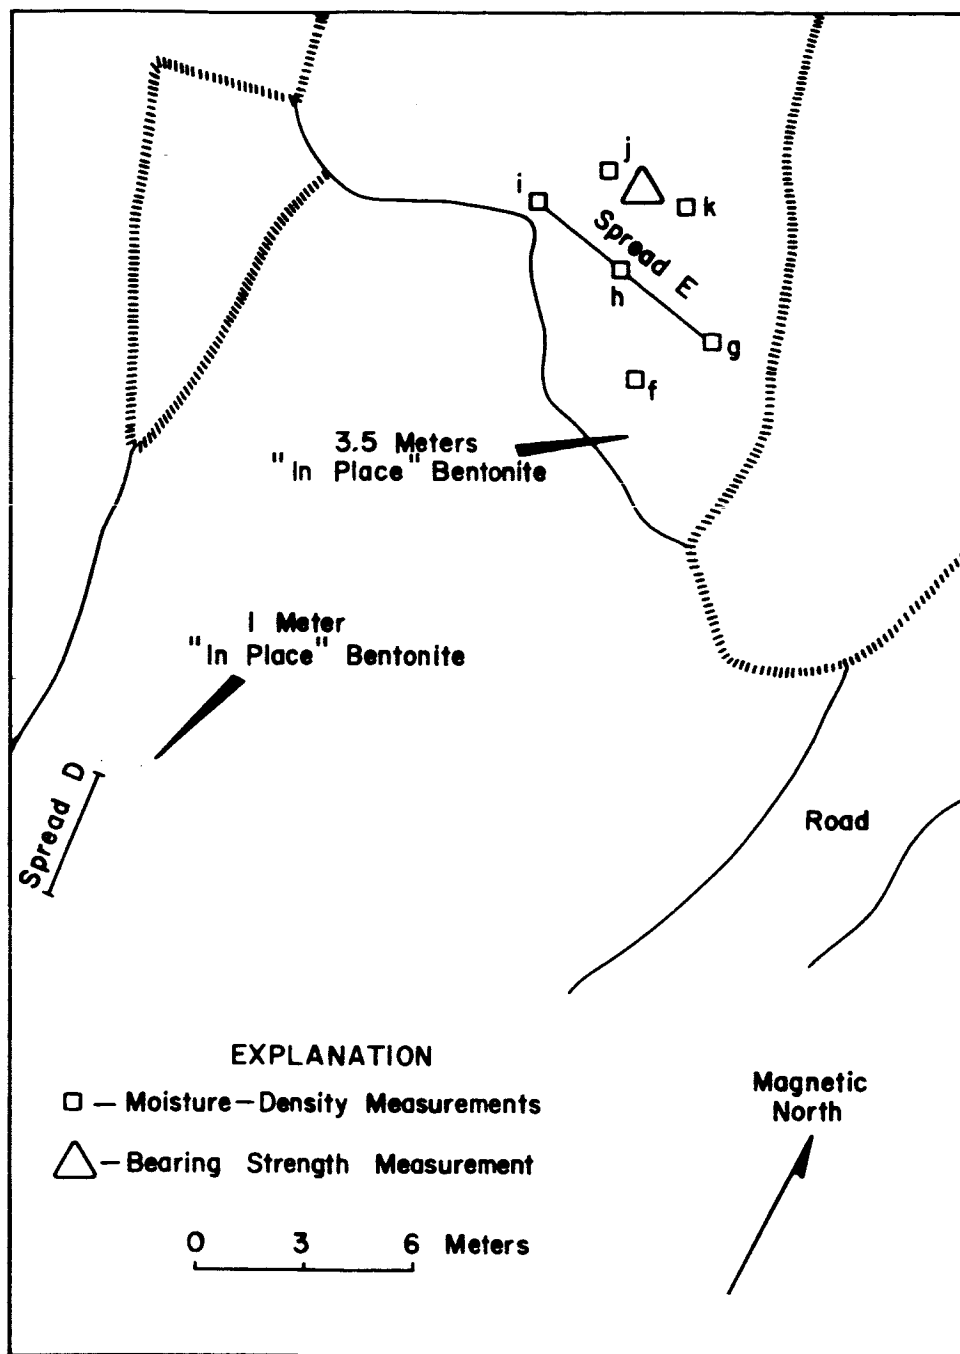 j
i
k
Spread E
h
g
f
3.5 Meters
"In Place" Bentonite
1 Meter
"In Place" Bentonite
Spread D
Road
EXPLANATION
— Moisture—Density Measurements
—Bearing Strength Measurement
Magnetic
North
0 3 6 Meters